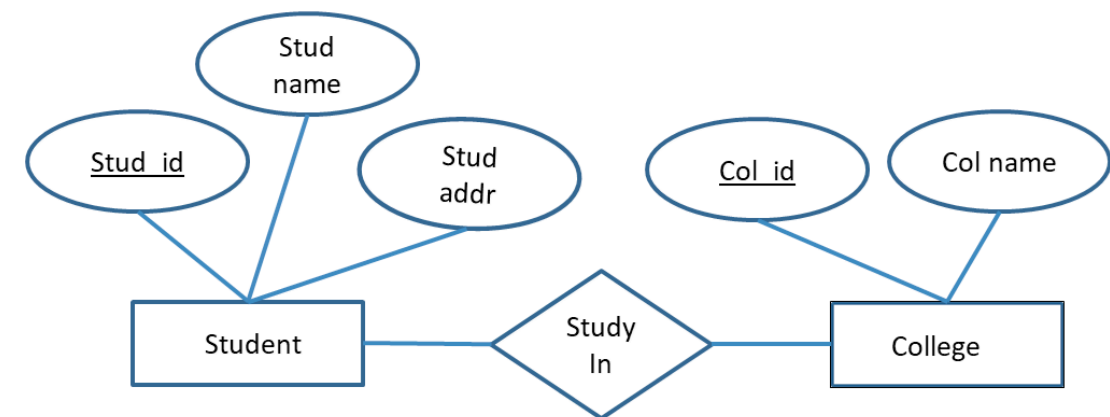 Stud
name
Stud_id
Stud
addr
Col_id
Col name
Student
Study
In
College